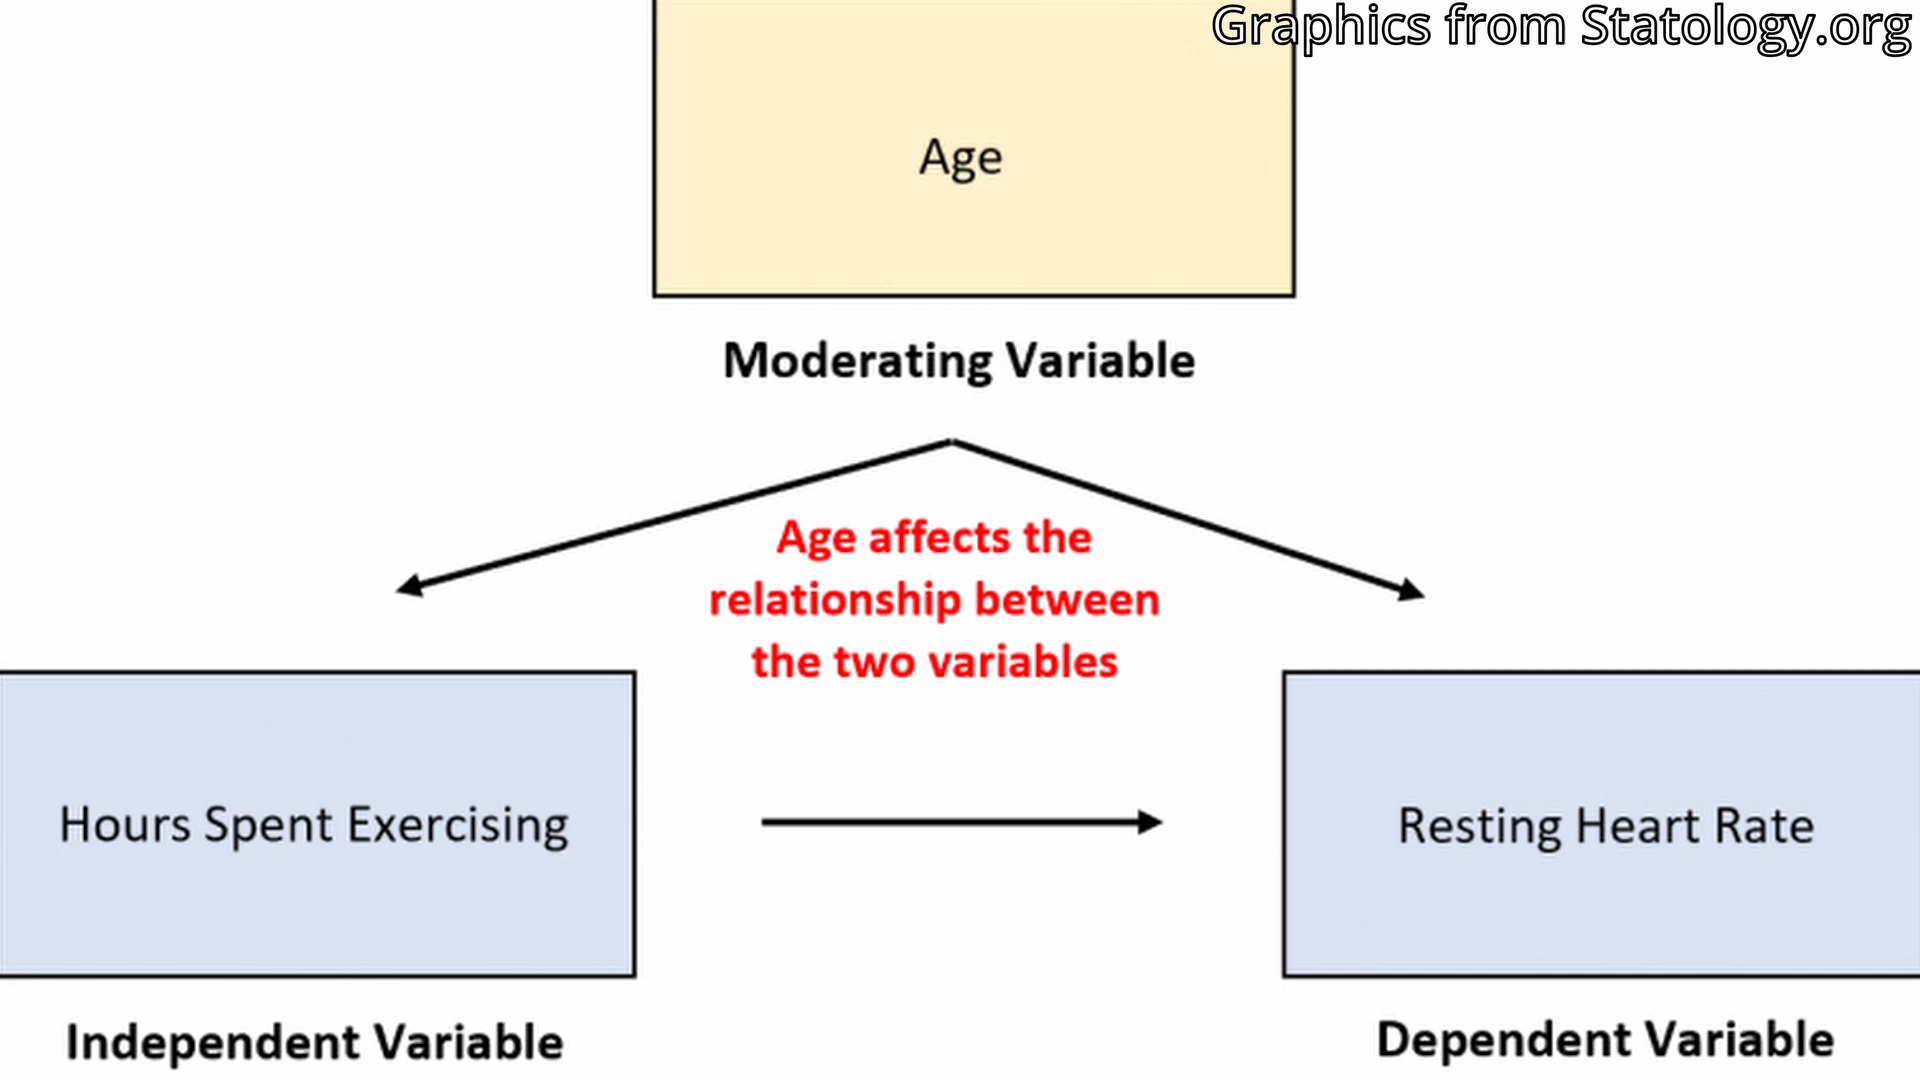 Graphics from Statology.org
Age
Moderating Variable
Age affects the
relationship between
the two variables
Hours Spent Exercising
Resting Heart Rate
Independent Variable
Dependent Variable